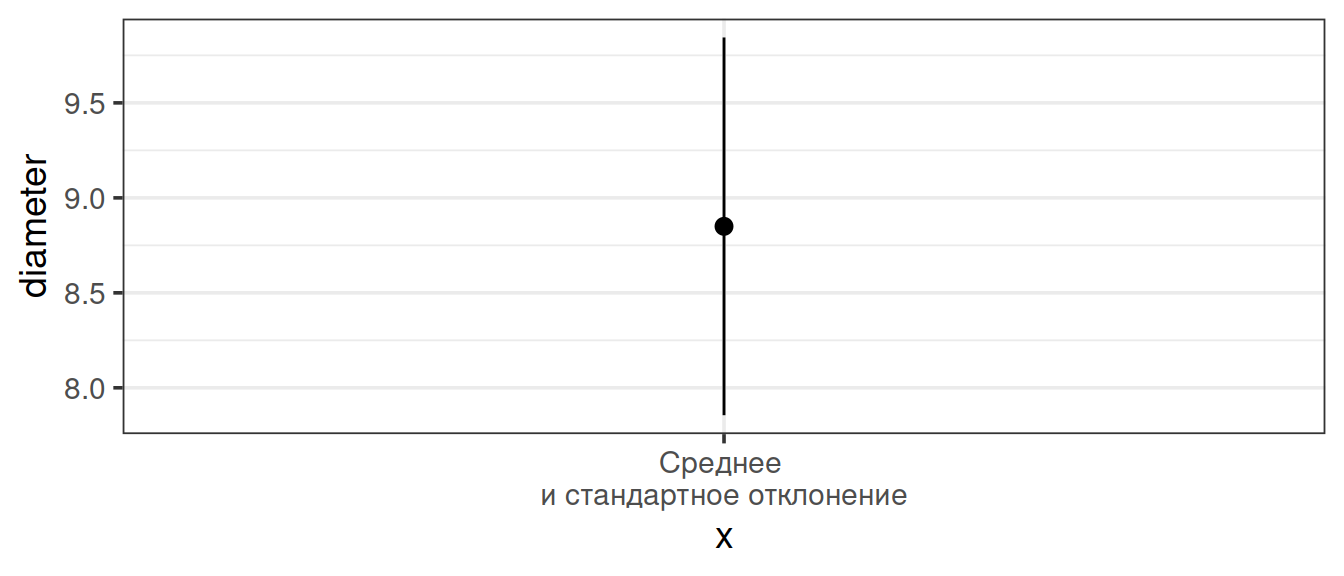 diameter
9.5
9.0
8.5
8.0
Среднее
и стандартное отклонение
x